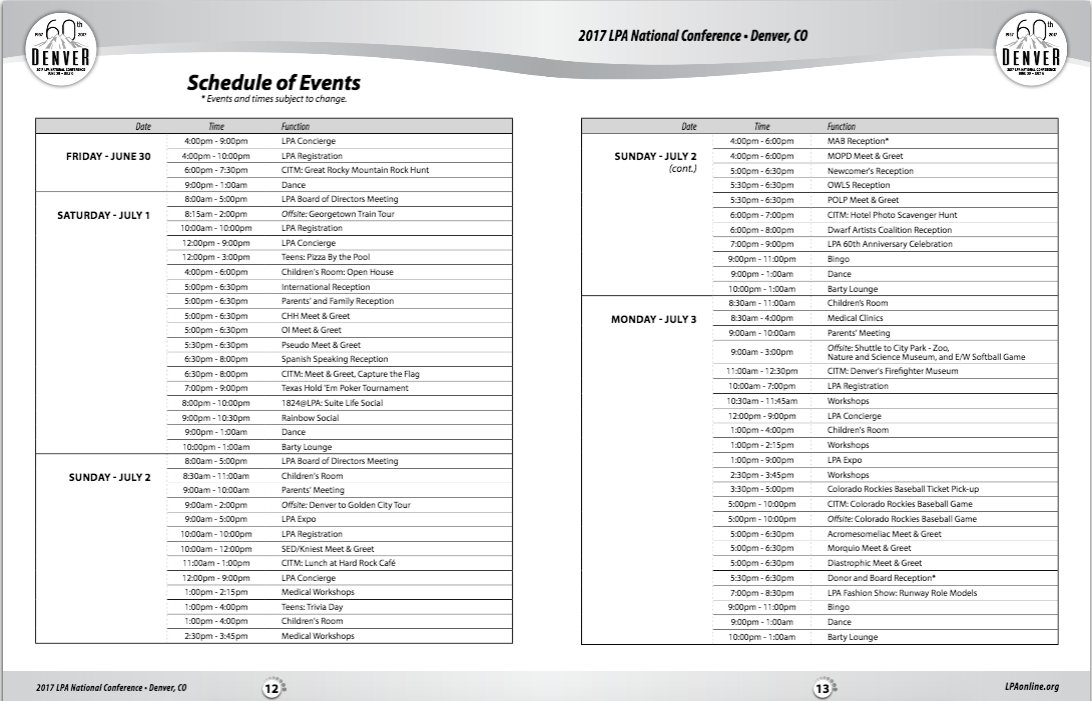 60th
1957 2017
DENVER
2017 LPA NATIONAL CONFERENCE
JUNE 30 - JULY 6
2017 LPA National Conference • Denver, CO
60th
1957 2017
DENVER
2017 LPA NATIONAL CONFERENCE
JUNE 30 - JULY 6
Schedule of Events
* Events and times subject to change.
Date Time Function
FRIDAY - JUNE 30
4:00pm - 9:00pm LPA Concierge
4:00pm - 10:00pm LPA Registration
6:00pm - 7:30pm CITM: Great Rocky Mountain Rock Hunt
9:00pm - 1:00am Dance
SATURDAY - JULY 1
8:00am - 5:00pm LPA Board of Directors Meeting
8:15am - 2:00pm Offsite: Georgetown Train Tour
10:00am - 10:00pm LPA Registration
12:00pm - 9:00pm LPA Concierge
12:00pm - 3:00pm Teens: Pizza By the Pool
4:00pm - 6:00pm Children's Room: Open House
5:00pm - 6:30pm International Reception
5:00pm - 6:30pm Parents' and Family Reception
5:00pm - 6:30pm CHH Meet & Greet
5:00pm - 6:30pm OI Meet & Greet
5:30pm - 6:30pm Pseudo Meet & Greet
6:30pm - 8:00pm Spanish Speaking Reception
6:30pm - 8:00pm CITM: Meet & Greet, Capture the Flag
7:00pm - 9:00pm Texas Hold 'Em Poker Tournament
8:00pm - 10:00pm 1824@LPA: Suite Life Social
9:00pm - 10:30pm Rainbow Social
9:00pm - 1:00am Dance
10:00pm - 1:00am Barty Lounge
SUNDAY - JULY 2
8:00am - 5:00pm LPA Board of Directors Meeting
8:30am - 11:00am Children's Room
9:00am - 10:00am Parents' Meeting
9:00am - 2:00pm Offsite: Denver to Golden City Tour
9:00am - 5:00pm LPA Expo
10:00am - 10:00pm LPA Registration
10:00am - 12:00pm SED/Kniest Meet & Greet
11:00am - 1:00pm CITM: Lunch at Hard Rock Café
12:00pm - 9:00pm LPA Concierge
1:00pm - 2:15pm Medical Workshops
1:00pm - 4:00pm Teens: Trivia Day
1:00pm - 4:00pm Children's Room
2:30pm - 3:45pm Medical Workshops
Date Time Function
SUNDAY - JULY 2
(cont.)
4:00pm - 6:00pm MAB Reception*
4:00pm - 6:00pm MOPD Meet & Greet
5:00pm - 6:30pm Newcomer's Reception
5:30pm - 6:30pm OWLS Reception
5:30pm - 6:30pm POLP Meet & Greet
6:00pm - 7:00pm CITM: Hotel Photo Scavenger Hunt
6:00pm - 8:00pm Dwarf Artists Coalition Reception
7:00pm - 9:00pm LPA 60th Anniversary Celebration
9:00pm - 11:00pm Bingo
9:00pm - 1:00am Dance
10:00pm - 1:00am Barty Lounge
MONDAY - JULY 3
8:30am - 11:00am Children's Room
8:30am - 4:00pm Medical Clinics
9:00am - 10:00am Parents' Meeting
9:00am - 3:00pm Offsite: Shuttle to City Park - Zoo,
Nature and Science Museum, and E/W Softball Game
11:00am - 12:30pm CITM: Denver's Firefighter Museum
10:00am - 7:00pm LPA Registration
10:30am - 11:45am Workshops
12:00pm - 9:00pm LPA Concierge
1:00pm - 4:00pm Children's Room
1:00pm - 2:15pm Workshops
1:00pm - 9:00pm LPA Expo
2:30pm - 3:45pm Workshops
3:30pm - 5:00pm Colorado Rockies Baseball Ticket Pick-up
5:00pm - 10:00pm CITM: Colorado Rockies Baseball Game
5:00pm - 10:00pm Offsite: Colorado Rockies Baseball Game
5:00pm - 6:30pm Acromesomeliac Meet & Greet
5:00pm - 6:30pm Morquio Meet & Greet
5:00pm - 6:30pm Diastrophic Meet & Greet
5:30pm - 6:30pm Donor and Board Reception*
7:00pm - 8:30pm LPA Fashion Show: Runway Role Models
9:00pm - 11:00pm Bingo
9:00pm - 1:00am Dance
10:00pm - 1:00am Barty Lounge
2017 LPA National Conference • Denver, CO
12
13
LPAonline.org